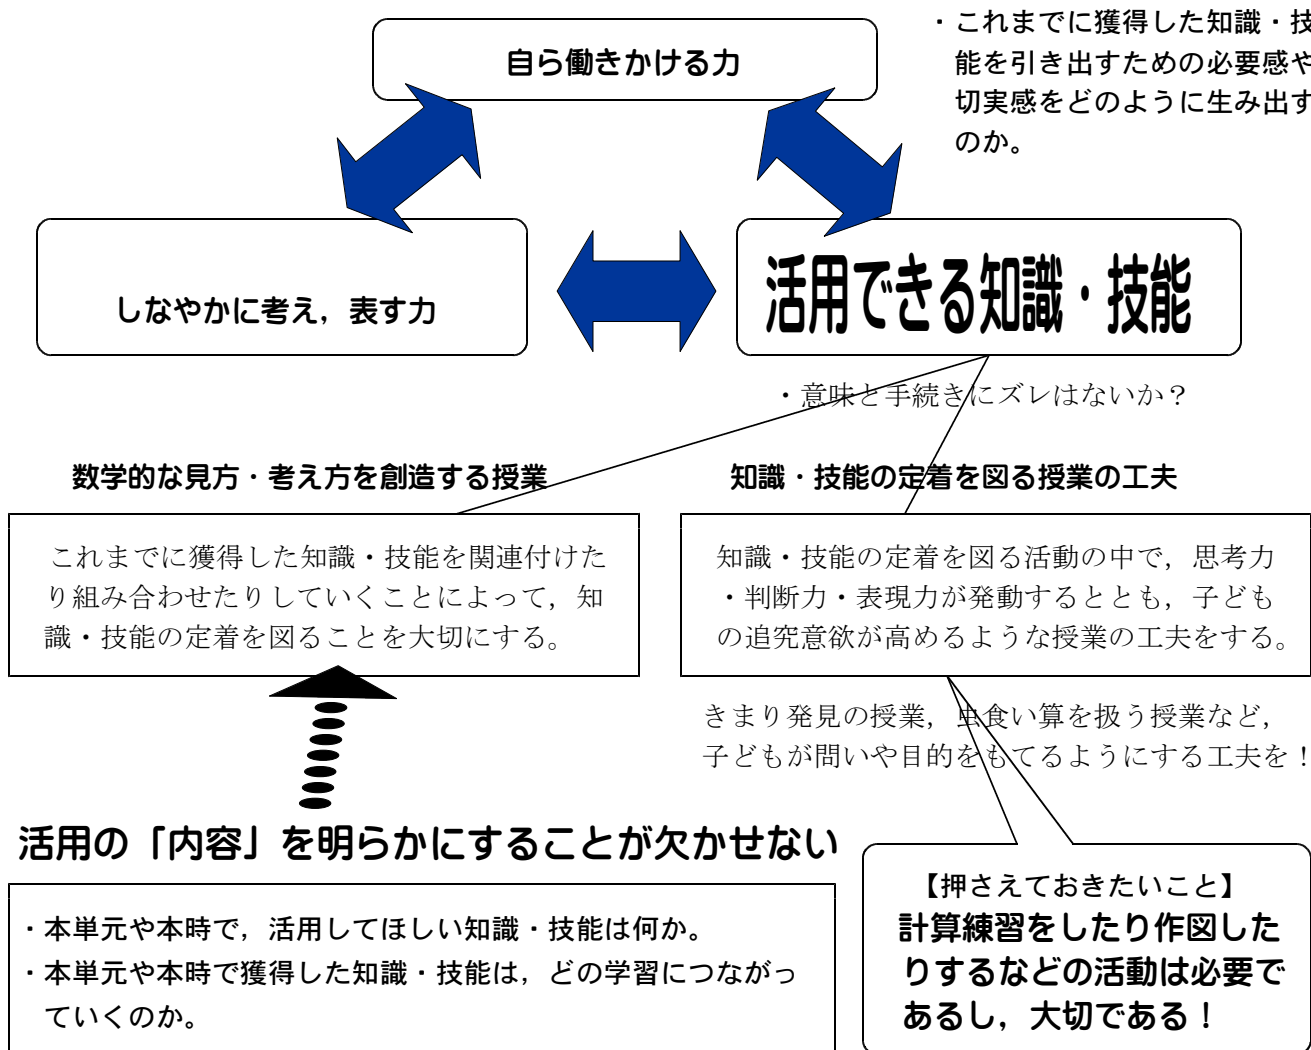 自ら働きかける力
・これまでに獲得した知識・技
能を引き出すための必要感や
切実感をどのように生み出す
のか。
しなやかに考え，表す力
活用できる知識・技能
・意味と手続きにズレはないか？
数学的な見方・考え方を創造する授業
これまでに獲得した知識・技能を関連付けた
り組み合わせたりしていくことによって，知
識・技能の定着を図ることを大切にする。
知識・技能の定着を図る授業の工夫
知識・技能の定着を図る活動の中で，思考力
・判断力・表現力が発動するととも，子ども
の追究意欲が高めるような授業の工夫をする。
きまり発見の授業，虫食い算を扱う授業など，
子どもが問いや目的をもてるようにする工夫を！
活用の「内容」を明らかにすることが欠かせない
・本単元や本時で，活用してほしい知識・技能は何か。
・本単元や本時で獲得した知識・技能は，どの学習につながっ
ていくのか。
【押さえておきたいこと】
計算練習をしたり作図した
りするなどの活動は必要で
あるし，大切である！